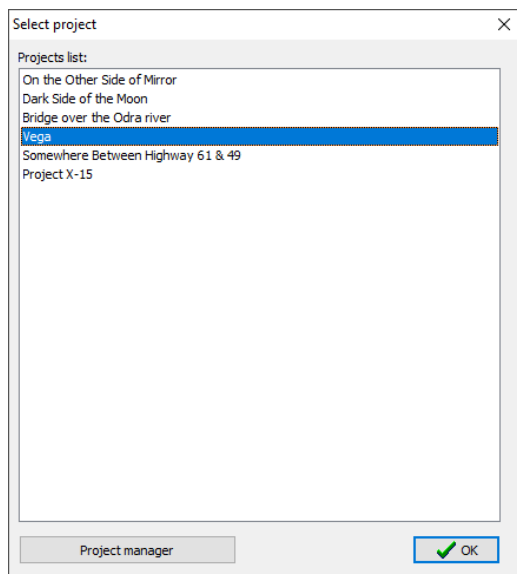 Select project
Projects list:
On the Other Side of Mirror
Dark Side of the Moon
Bridge over the Odra river
Vega
Somewhere Between Highway 61 & 49
Project X-15
Project manager
OK